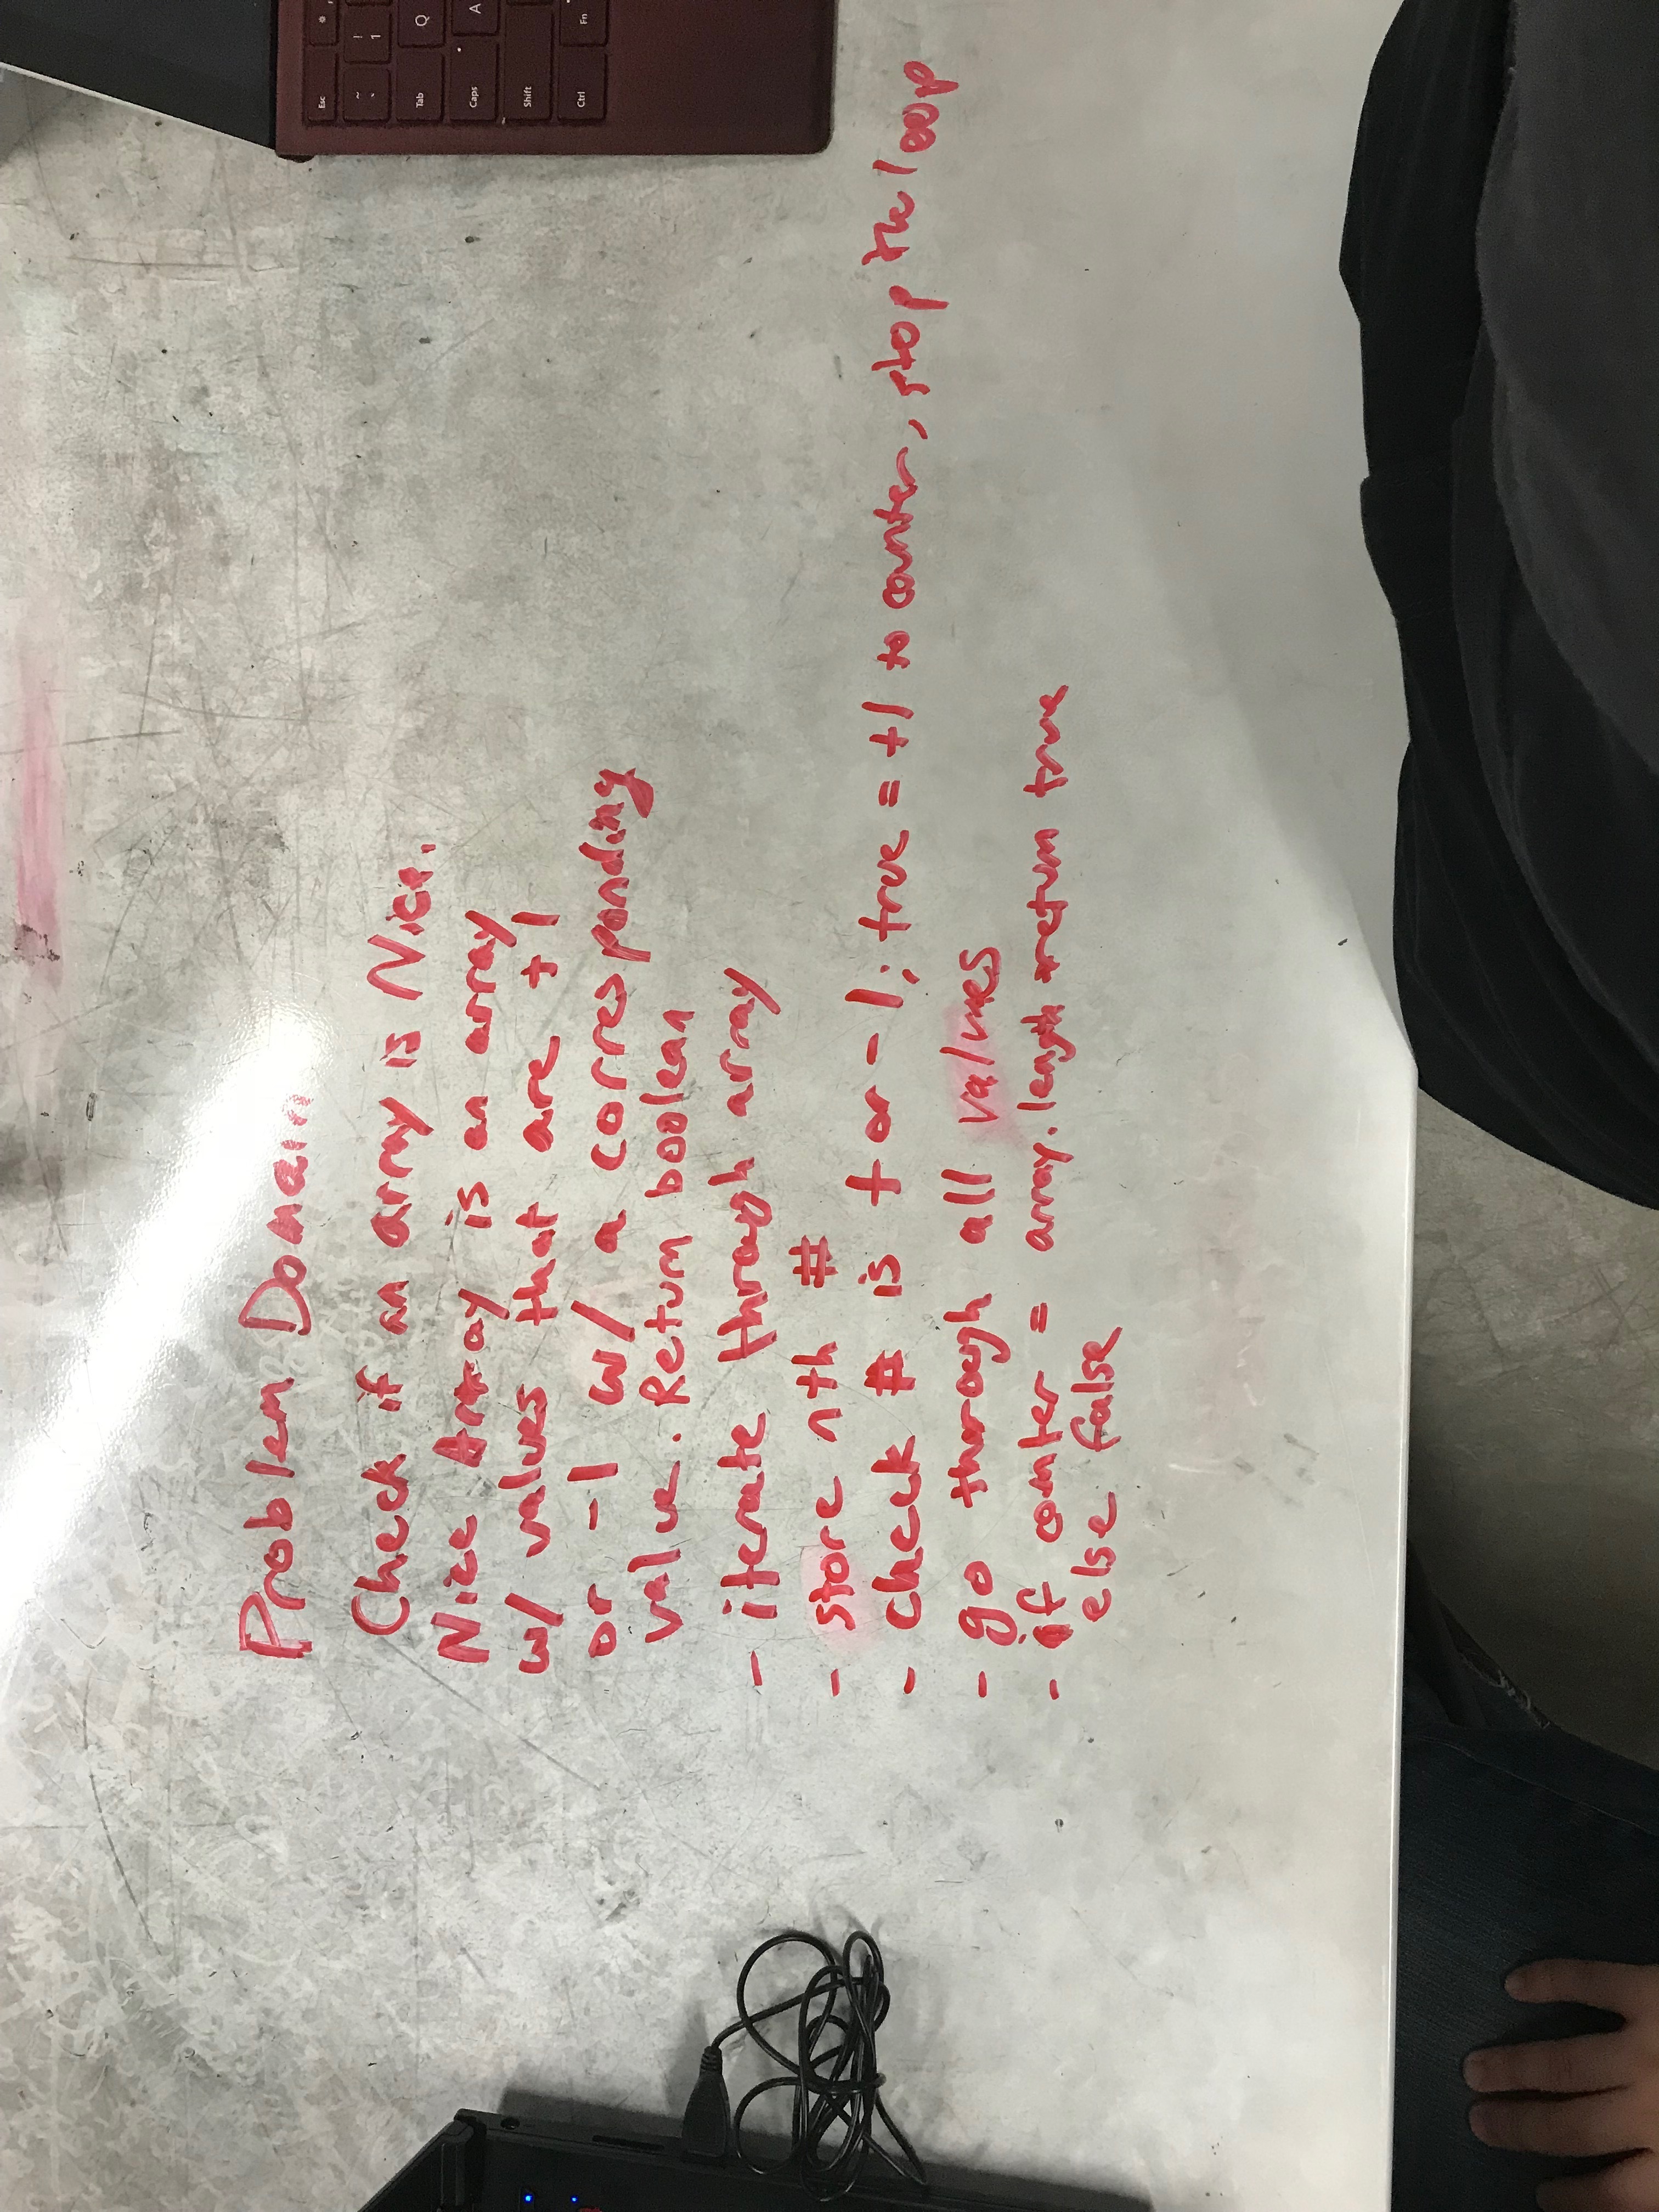 Problem Domain
Check if an array is Nice.
Nice Array is an array
w/ values that are +1
or -1 w/ a corresponding
value. Return boolean
- iterate through array
- store nth #
- check # is + or -1; true = +1 to counter, stop the loop
- go through all values
- if counter = array.length return true
else false
Esc
~ ` ! 1
Tab Q
Caps A
Shift
Ctrl Fn